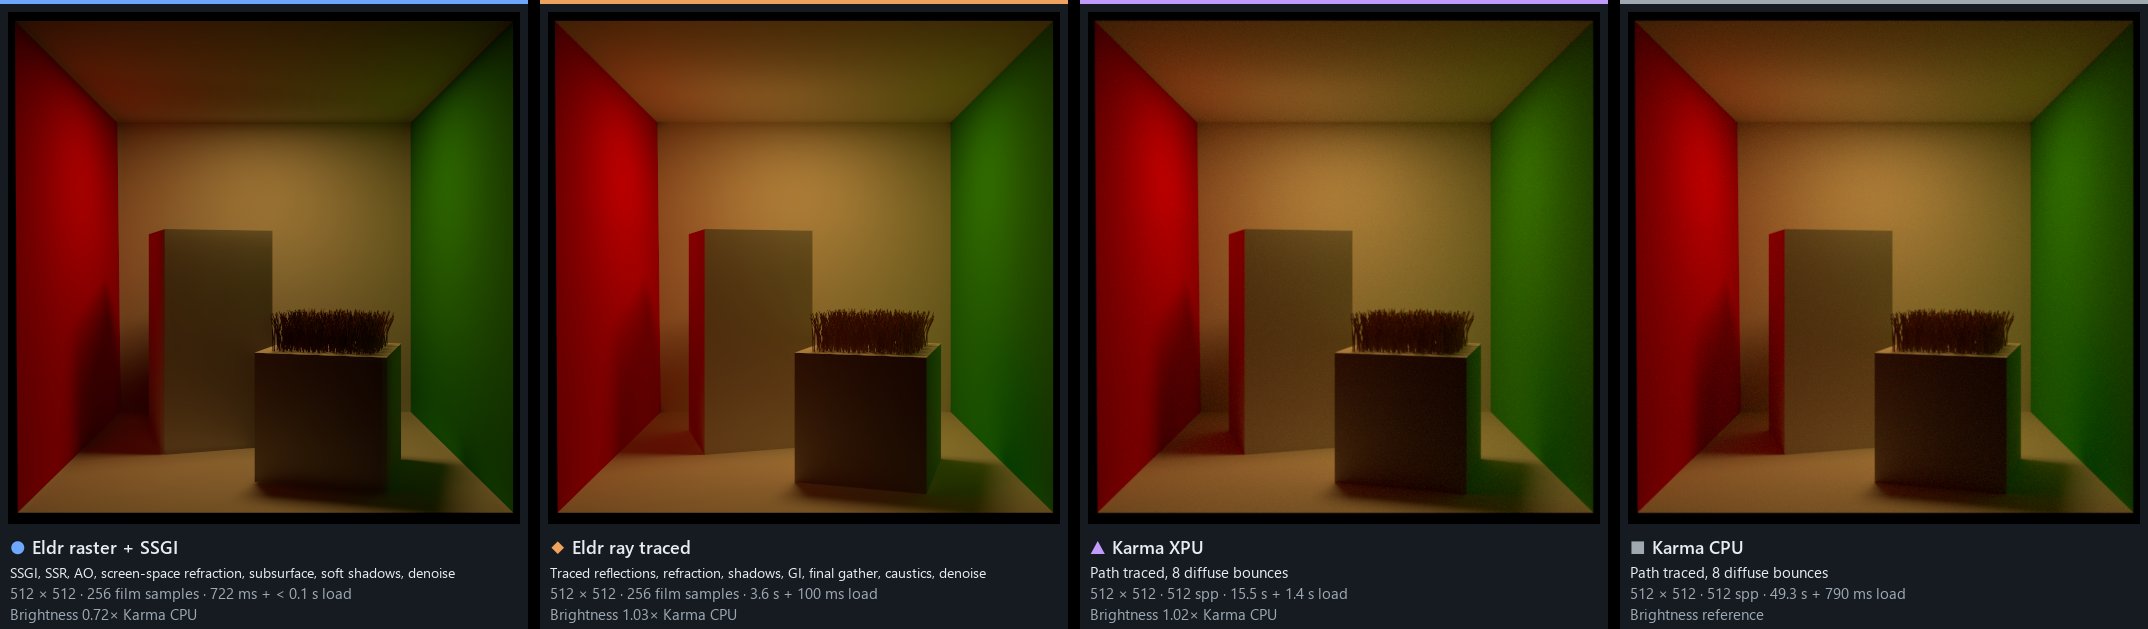 Eldr raster + SSGI
SSGI, SSR, AO, screen-space refraction, subsurface, soft shadows, denoise
512 × 512 · 256 film samples · 722 ms + < 0.1 s load
Brightness 0.72× Karma CPU
Eldr ray traced
Traced reflections, refraction, shadows, GI, final gather, caustics, denoise
512 × 512 · 256 film samples · 3.6 s + 100 ms load
Brightness 1.03× Karma CPU
Karma XPU
Path traced, 8 diffuse bounces
512 × 512 · 512 spp · 15.5 s + 1.4 s load
Brightness 1.02× Karma CPU
Karma CPU
Path traced, 8 diffuse bounces
512 × 512 · 512 spp · 49.3 s + 790 ms load
Brightness reference